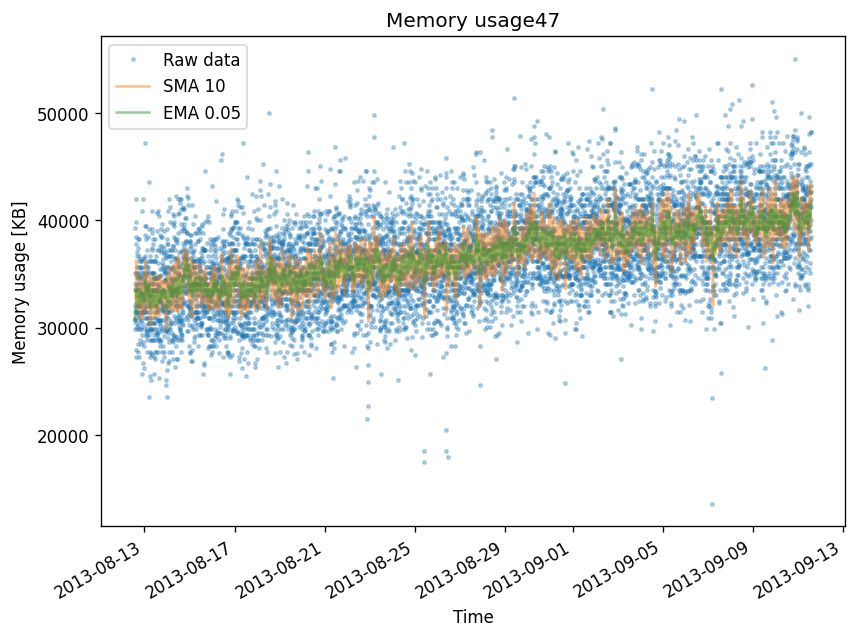 Memory usage47
Raw data
SMA 10
EMA 0.05
Memory usage [KB]
50000
40000
30000
20000
2013-08-13
2013-08-17
2013-08-21
2013-08-25
2013-08-29
2013-09-01
2013-09-05
2013-09-09
2013-09-13
Time